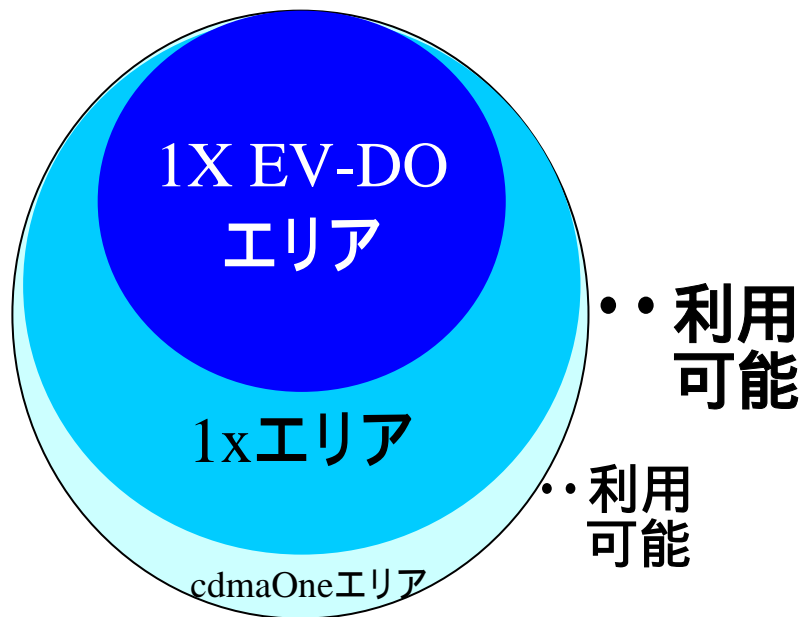 1X EV-DO
エリア
・・利用
可能
1xエリア
・・利用
可能
cdmaOneエリア